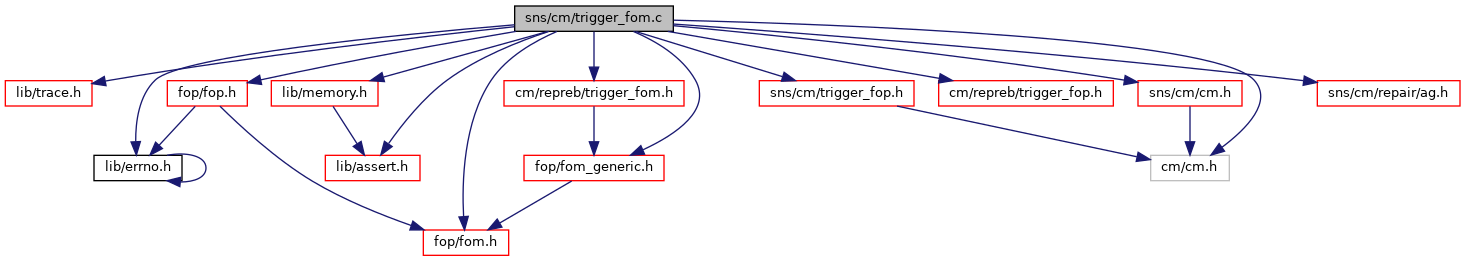 sns/cm/trigger_fom.c
lib/trace.h
fop/fop.h
lib/memory.h
cm/repreb/trigger_fom.h
sns/cm/trigger_fop.h
cm/repreb/trigger_fop.h
sns/cm/cm.h
sns/cm/repair/ag.h
lib/errno.h
lib/assert.h
fop/fom_generic.h
cm/cm.h
fop/fom.h